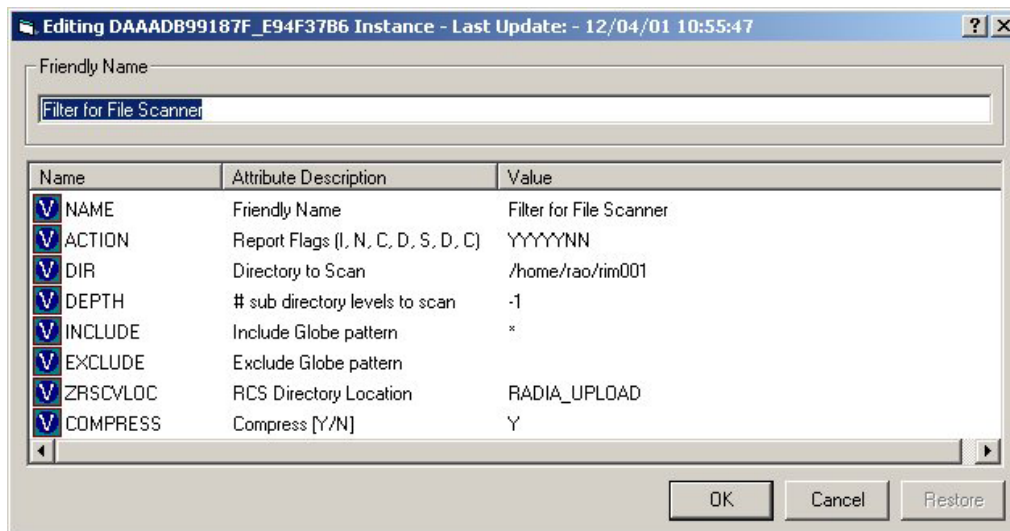 Editing DAAADB99187F_E94F37B6 Instance - Last Update: - 12/04/01 10:55:47
Friendly Name
Filter for File Scanner
Name Attribute Description Value
V NAME Friendly Name Filter for File Scanner
V ACTION Report Flags (I, N, C, D, S, D, C) YYYYYNN
V DIR Directory to Scan /home/rao/rim001
V DEPTH # sub directory levels to scan -1
V INCLUDE Include Globe pattern *
V EXCLUDE Exclude Globe pattern
V ZRSCVLOC RCS Directory Location RADIA_UPLOAD
V COMPRESS Compress [Y/N] Y
OK Cancel Restore